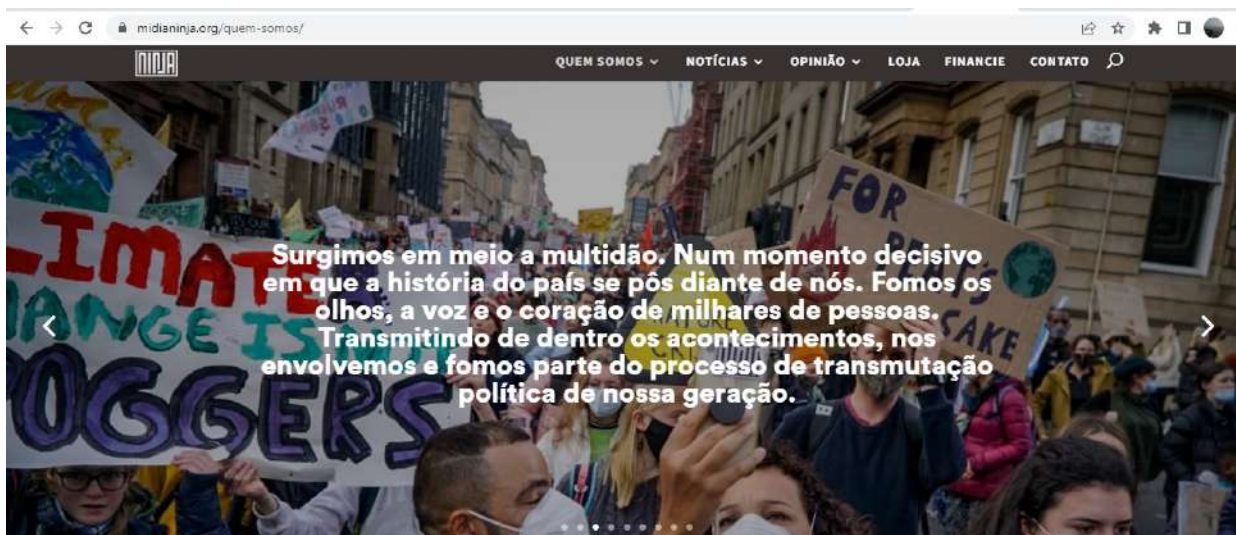 midianinja.org/quem-somos/
NINJA
QUEM SOMOS
NOTÍCIAS
OPINIÃO
LOJA
FINANCIE
CONTATO
Surgimos em meio a multidão. Num momento decisivo
em que a história do país se pôs diante de nós. Fomos os
olhos, a voz e o coração de milhares de pessoas.
Transmitindo de dentro os acontecimentos, nos
envolvemos e fomos parte do processo de transmutação
política de nossa geração.
CLIMATE
CHANGE IS
FOR
PEAT'S
SAKE